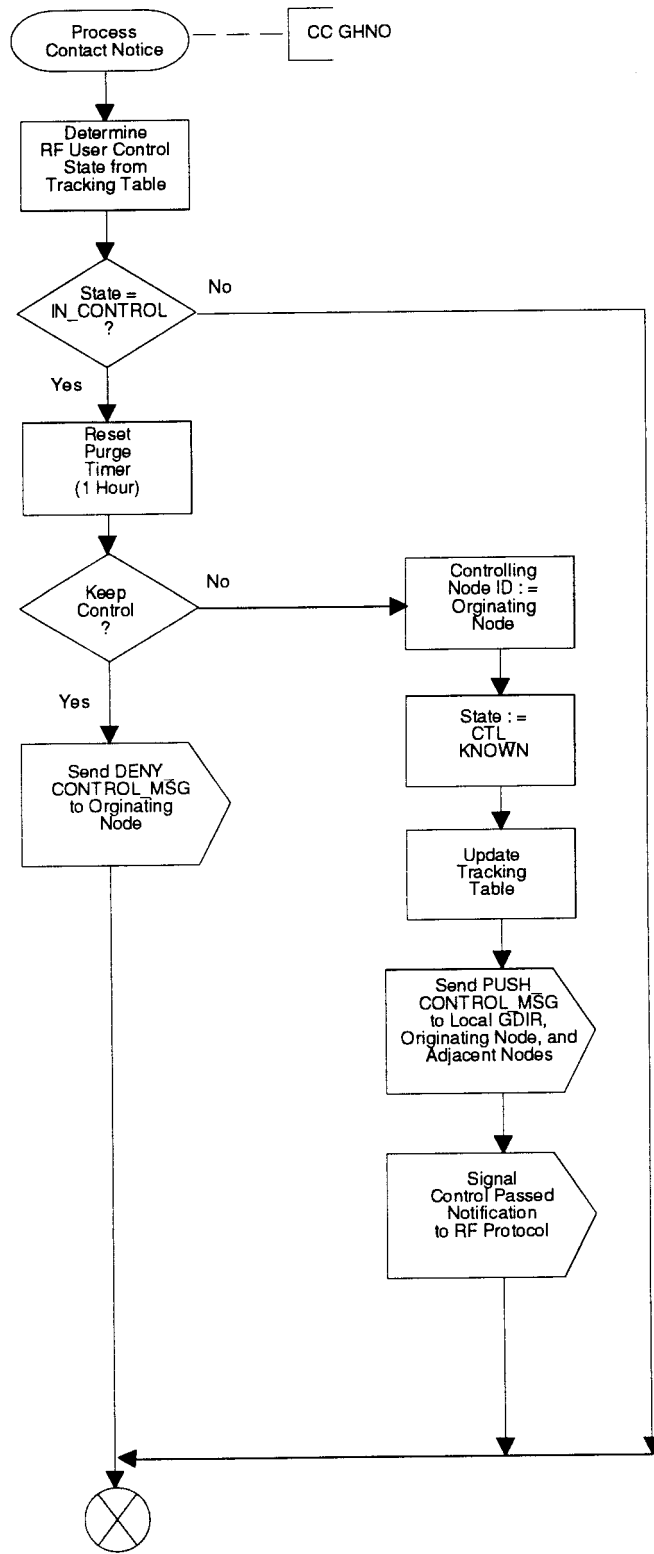 Process
Contact Notice
CC GHNO
Determine
RF User Control
State from
Tracking Table
State =
IN_CONTROL
?
No
Yes
Reset
Purge
Timer
(1 Hour)
Keep
Control
?
No
Yes
Controlling
Node ID : =
Orginating
Node
State : =
CTL_
KNOWN
Send DENY_
CONTROL_MSG
to Orginating
Node
Update
Tracking
Table
Send PUSH_
CONTROL_MSG
to Local GDIR,
Originating Node, and
Adjacent Nodes
Signal
Control Passed
Notification
to RF Protocol